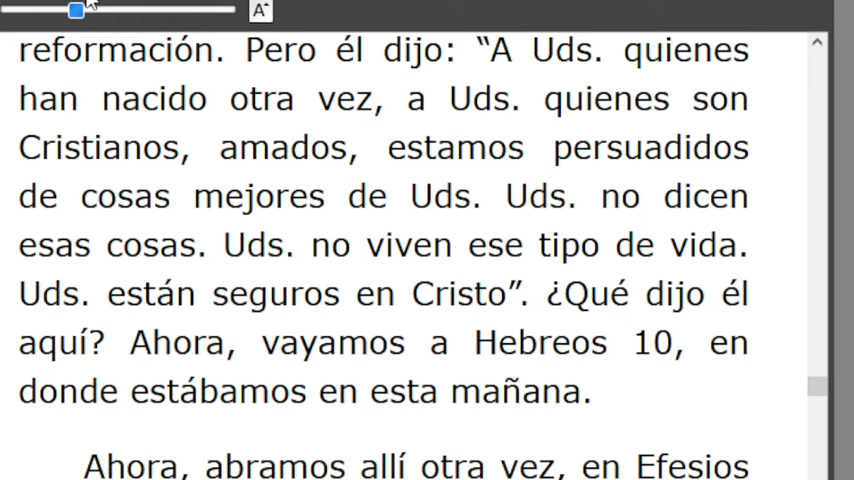 A
reformación. Pero él dijo: “A Uds. quienes
han nacido otra vez, a Uds. quienes son
Cristianos, amados, estamos persuadidos
de cosas mejores de Uds. Uds. no dicen
esas cosas. Uds. no viven ese tipo de vida.
Uds. están seguros en Cristo”. ¿Qué dijo él
aquí? Ahora, vayamos a Hebreos 10, en
donde estábamos en esta mañana.
Ahora, abramos allí otra vez, en Efesios